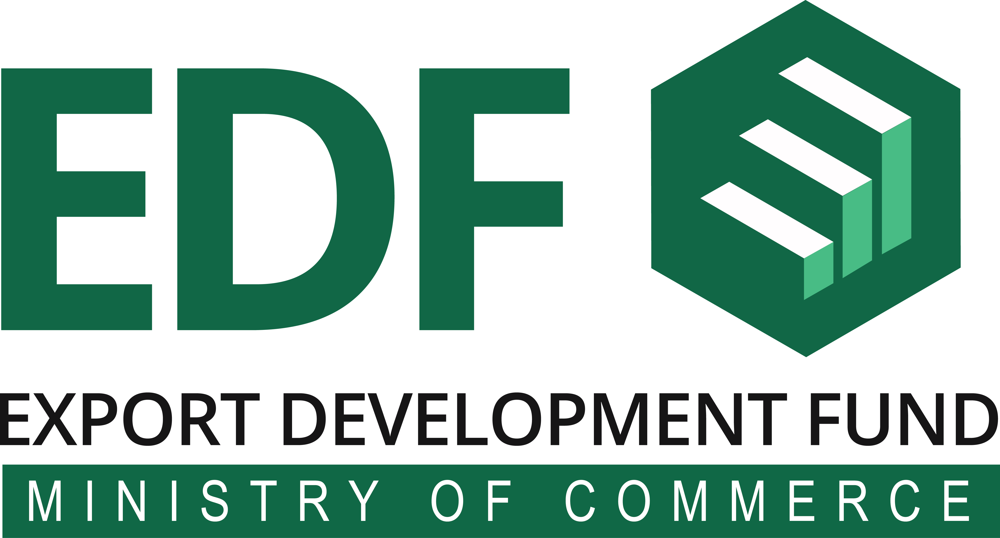 EDF
EXPORT DEVELOPMENT FUND
MINISTRY OF COMMERCE